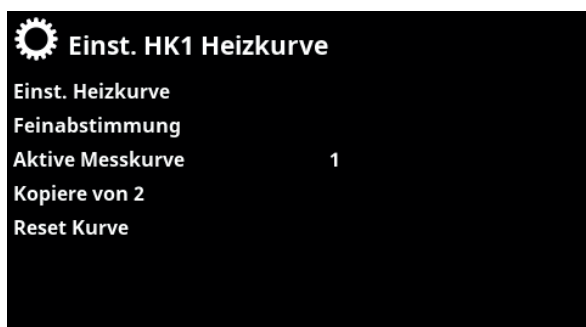 Einst. HK1 Heizkurve
Einst. Heizkurve
Feinabstimmung
Aktive Messkurve 1
Kopiere von 2
Reset Kurve